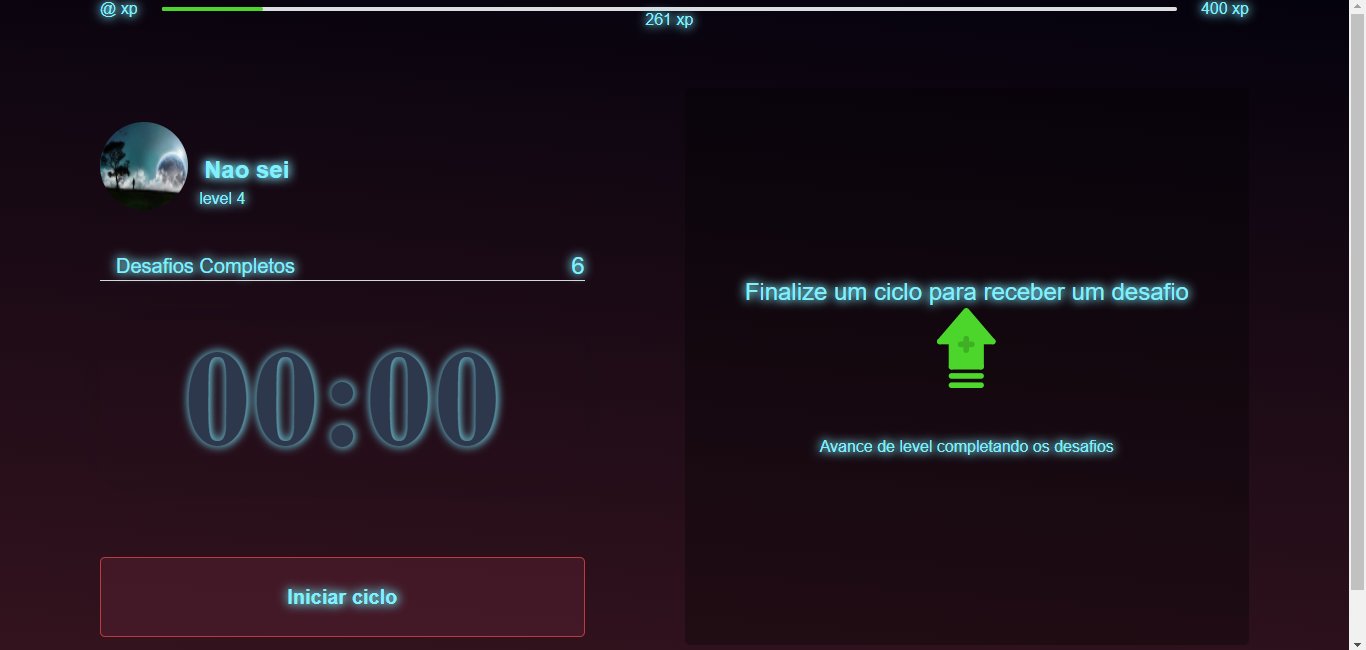 @ xp
261 xp
400 xp
Nao sei
level 4
Desafios Completos 6
00:00
Iniciar ciclo
Finalize um ciclo para receber um desafio
Avance de level completando os desafios